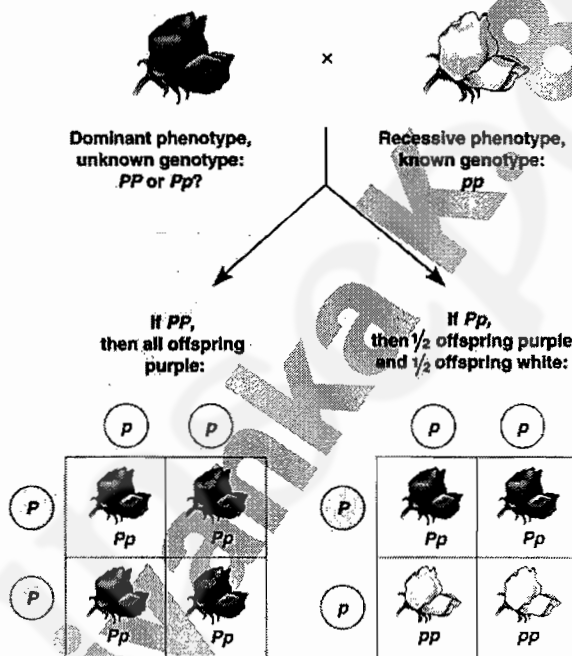 ×
Dominant phenotype,
unknown genotype:
PP or Pp?
Recessive phenotype,
known genotype:
pp
If PP,
then all offspring
purple:
If Pp,
then 1/2 offspring purple
and 1/2 offspring white:
p p
P Pp Pp
P Pp Pp
p p
P Pp Pp
p pp pp